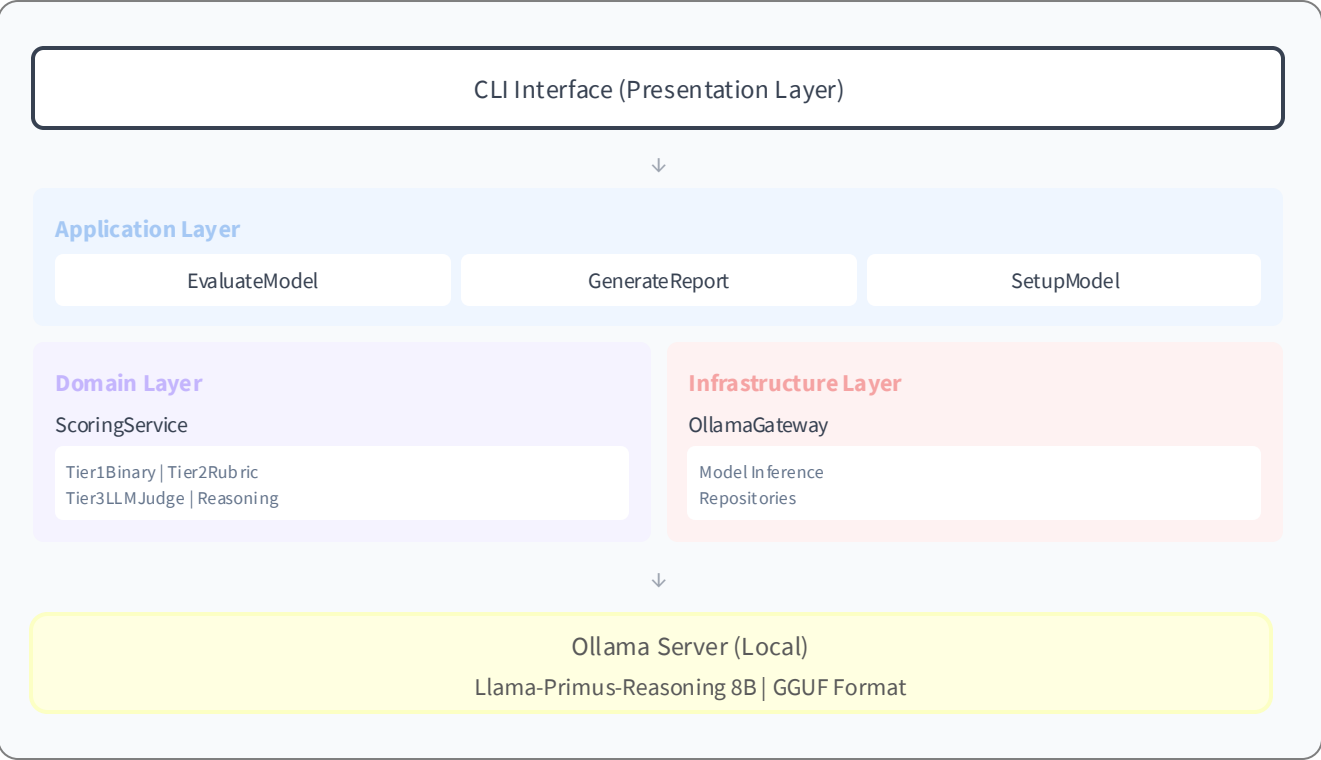 CLI Interface (Presentation Layer)
Application Layer
EvaluateModel
GenerateReport
SetupModel
Domain Layer
ScoringService
Tier1Binary | Tier2Rubric
Tier3LLMJudge | Reasoning
Infrastructure Layer
OllamaGateway
Model Inference
Repositories
Ollama Server (Local)
Llama-Primus-Reasoning 8B | GGUF Format